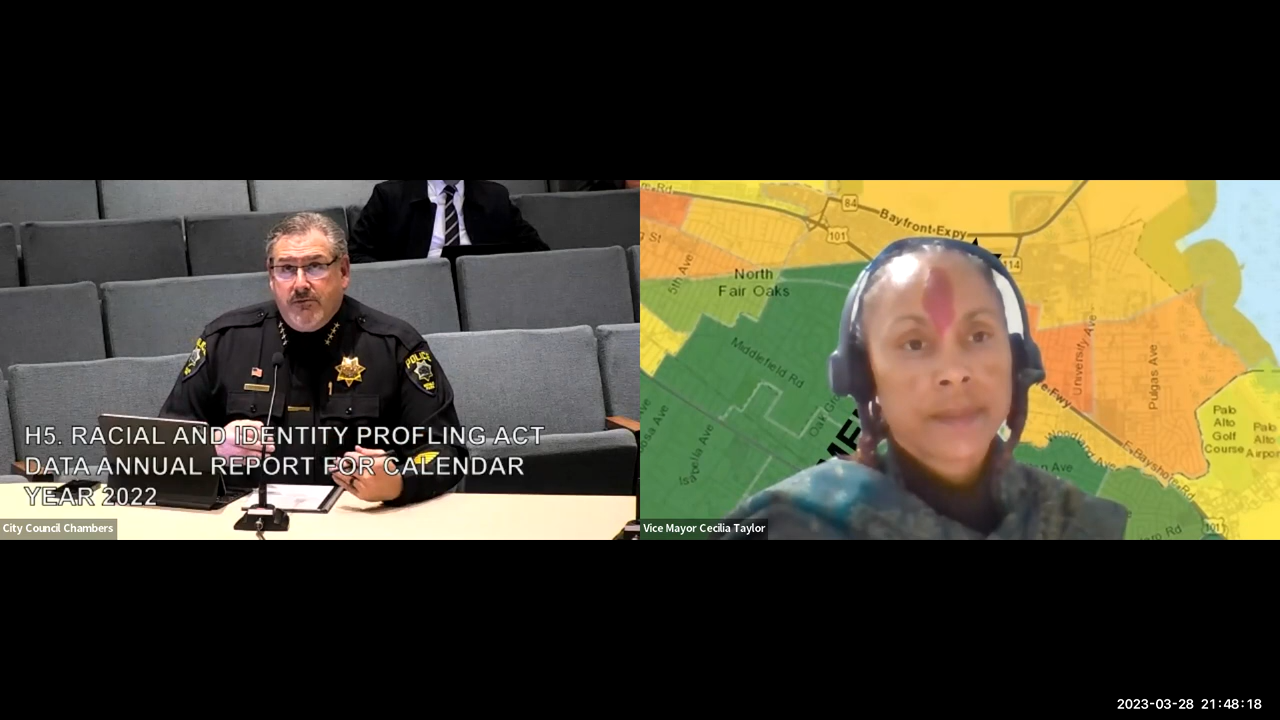 H5. RACIAL AND IDENTITY PROFLING ACT
DATA ANNUAL REPORT FOR CALENDAR
YEAR 2022
City Council Chambers
POLICE
Vice Mayor Cecilia Taylor
84
Bayfront Expy
101
114
5th Ave
North
Fair Oaks
Middlefield Rd
University Ave
Pulgas Ave
Palo
Alto
Golf
Course
Palo
Alto
Airport
E Bayshore Rd
101
2023-03-28 21:48:18